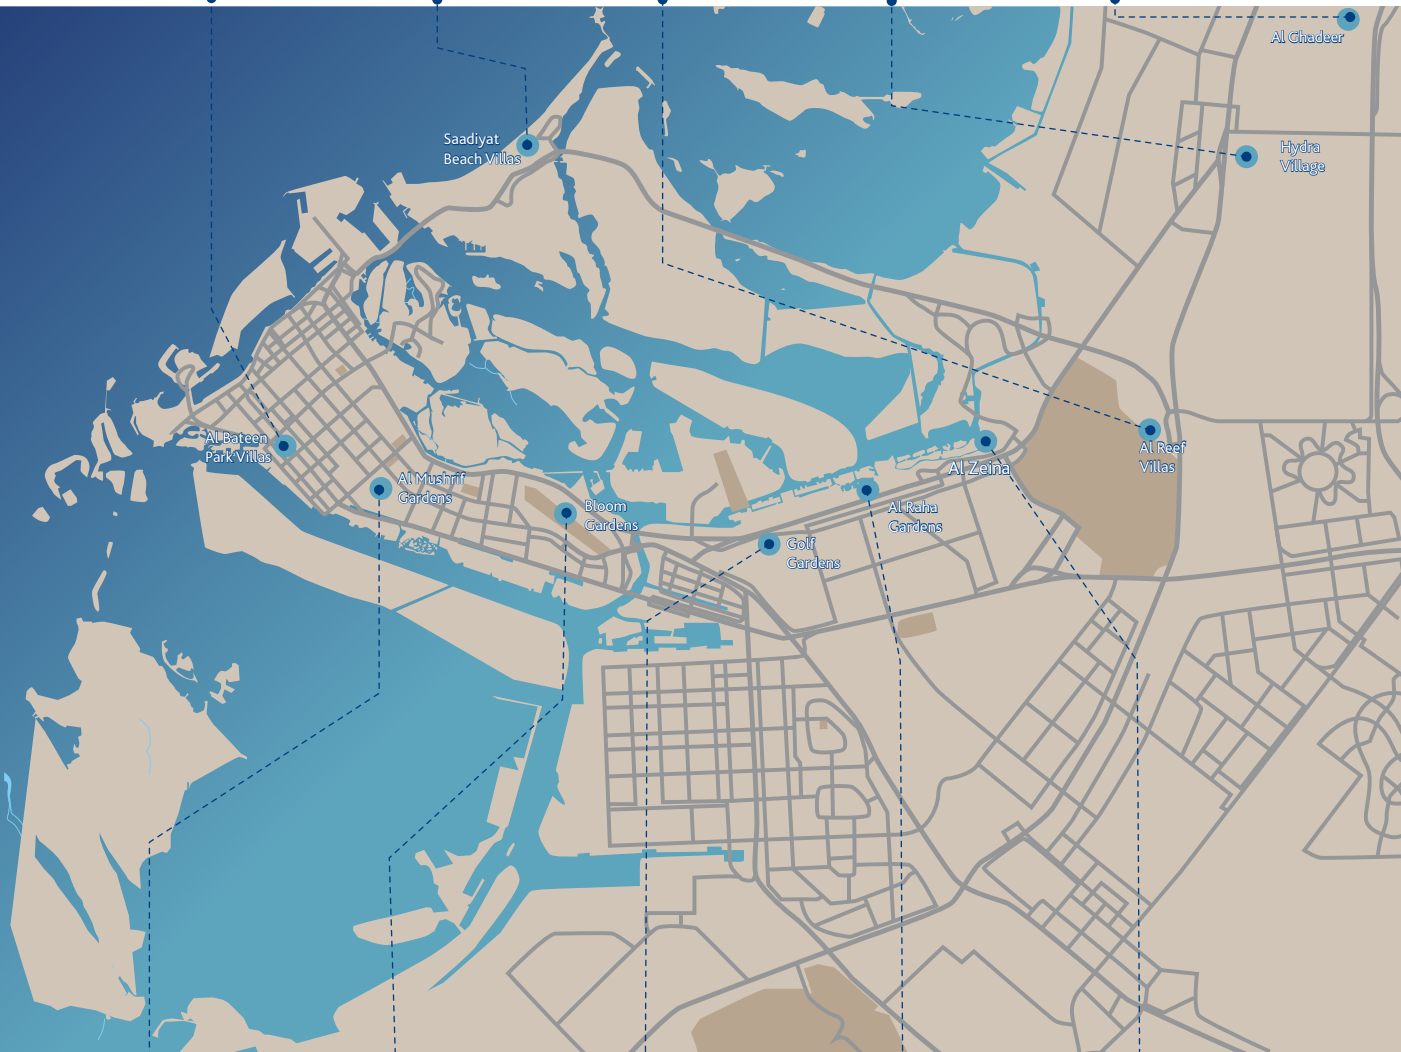 Al Ghadeer
Saadiyat
Beach Villas
Hydra
Village
Al Bateen
Park Villas
Al Reef
Villas
Al Zeina
Al Mushrif
Gardens
Bloom
Gardens
Al Raha
Gardens
Golf
Gardens